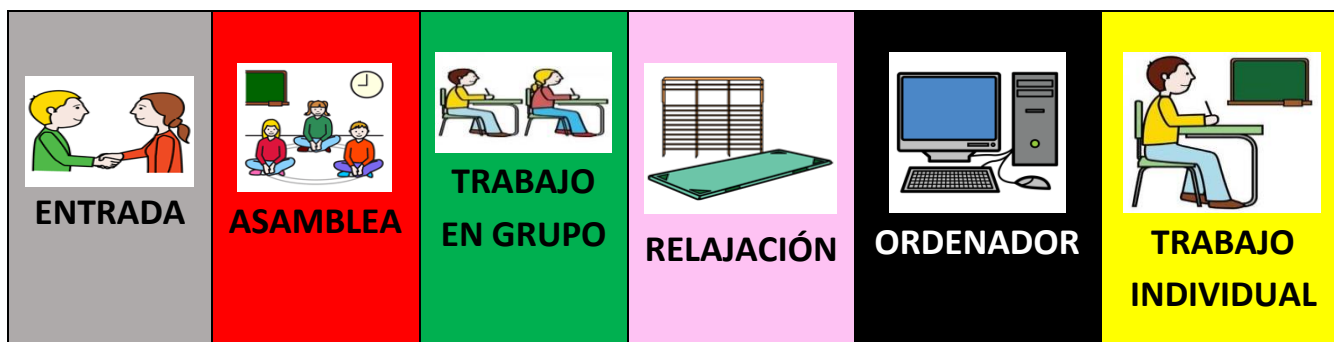 ENTRADA
ASAMBLEA
TRABAJO
EN GRUPO
RELAJACIÓN
ORDENADOR
TRABAJO
INDIVIDUAL